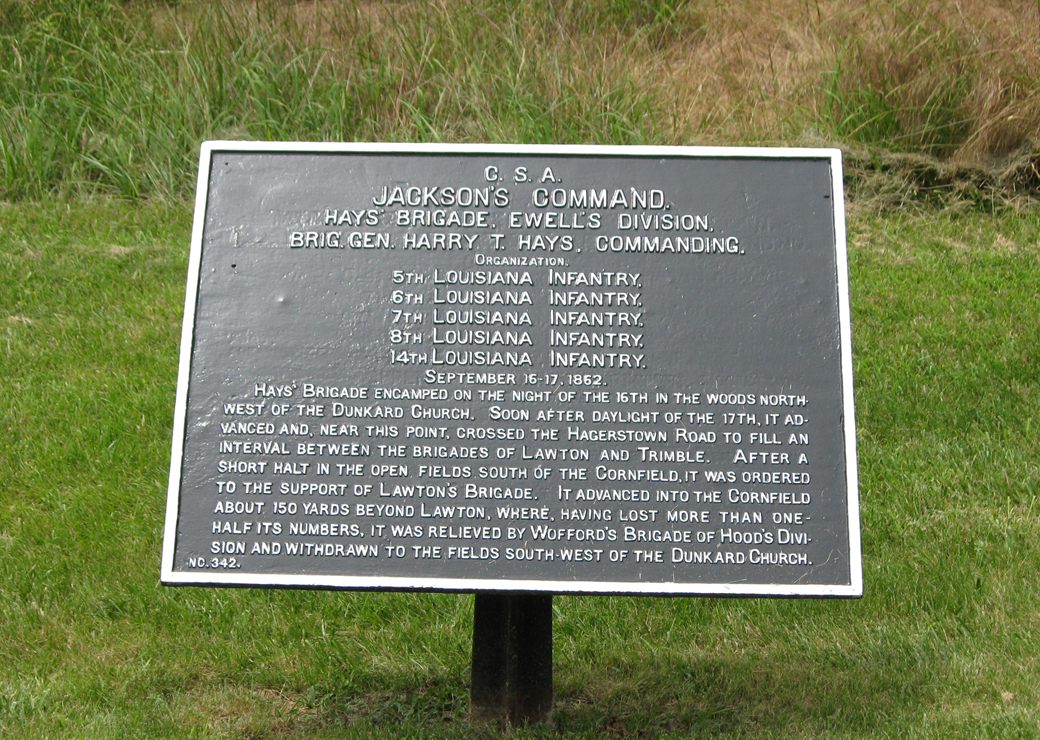 C. S. A.
JACKSON'S COMMAND.
HAYS' BRIGADE, EWELL'S DIVISION,
BRIG. GEN. HARRY T. HAYS, COMMANDING.
ORGANIZATION.
5TH LOUISIANA INFANTRY,
6TH LOUISIANA INFANTRY,
7TH LOUISIANA INFANTRY,
8TH LOUISIANA INFANTRY,
14TH LOUISIANA INFANTRY.
SEPTEMBER 16-17, 1862.
HAYS' BRIGADE ENCAMPED ON THE NIGHT OF THE 16TH IN THE WOODS NORTH-
WEST OF THE DUNKARD CHURCH. SOON AFTER DAYLIGHT OF THE 17TH, IT AD-
VANCED AND, NEAR THIS POINT, CROSSED THE HAGERSTOWN ROAD TO FILL AN
INTERVAL BETWEEN THE BRIGADES OF LAWTON AND TRIMBLE. AFTER A
SHORT HALT IN THE OPEN FIELDS SOUTH OF THE CORNFIELD, IT WAS ORDERED
TO THE SUPPORT OF LAWTON'S BRIGADE. IT ADVANCED INTO THE CORNFIELD
ABOUT 150 YARDS BEYOND LAWTON, WHERE, HAVING LOST MORE THAN ONE-
HALF ITS NUMBERS, IT WAS RELIEVED BY WOFFORD'S BRIGADE OF HOOD'S DIVI-
SION AND WITHDRAWN TO THE FIELDS SOUTH-WEST OF THE DUNKARD CHURCH.
NO. 342.